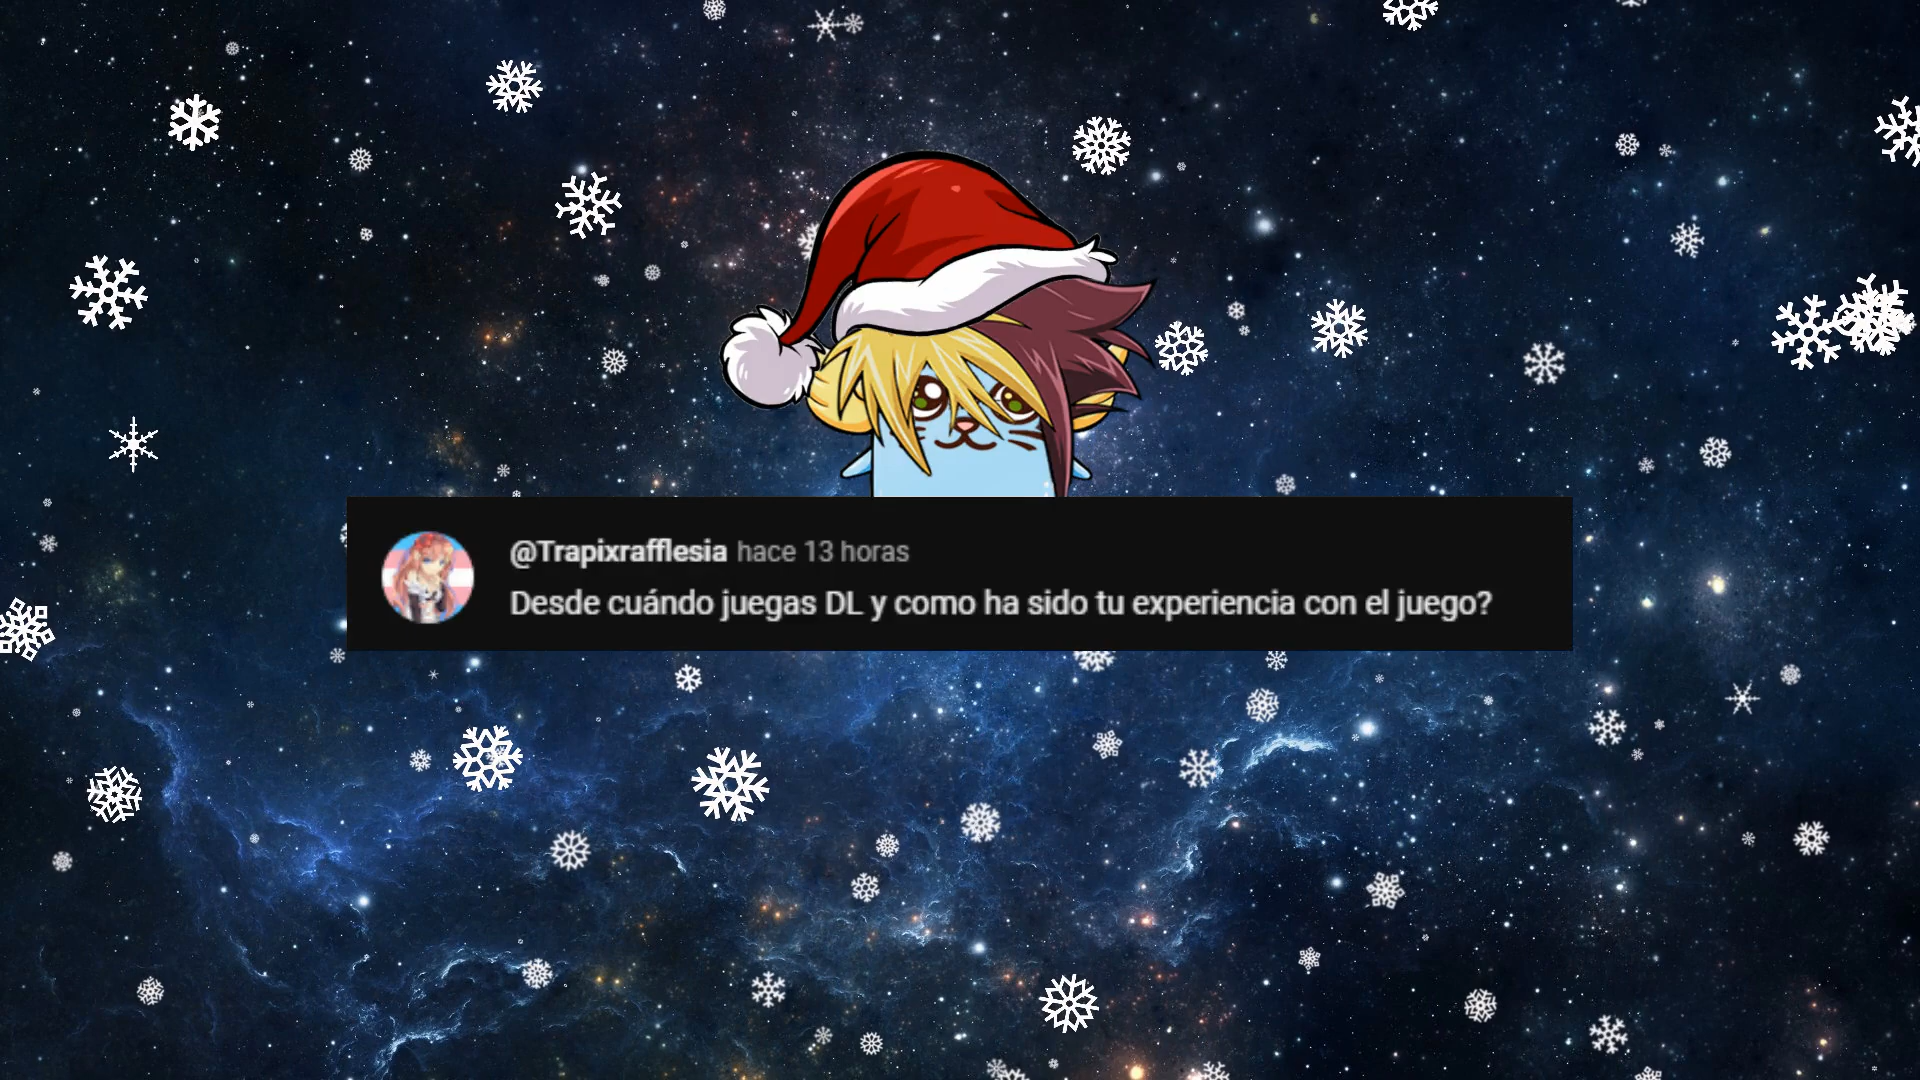 @Trapixrafflesia hace 13 horas
Desde cuándo juegas DL y como ha sido tu experiencia con el juego?